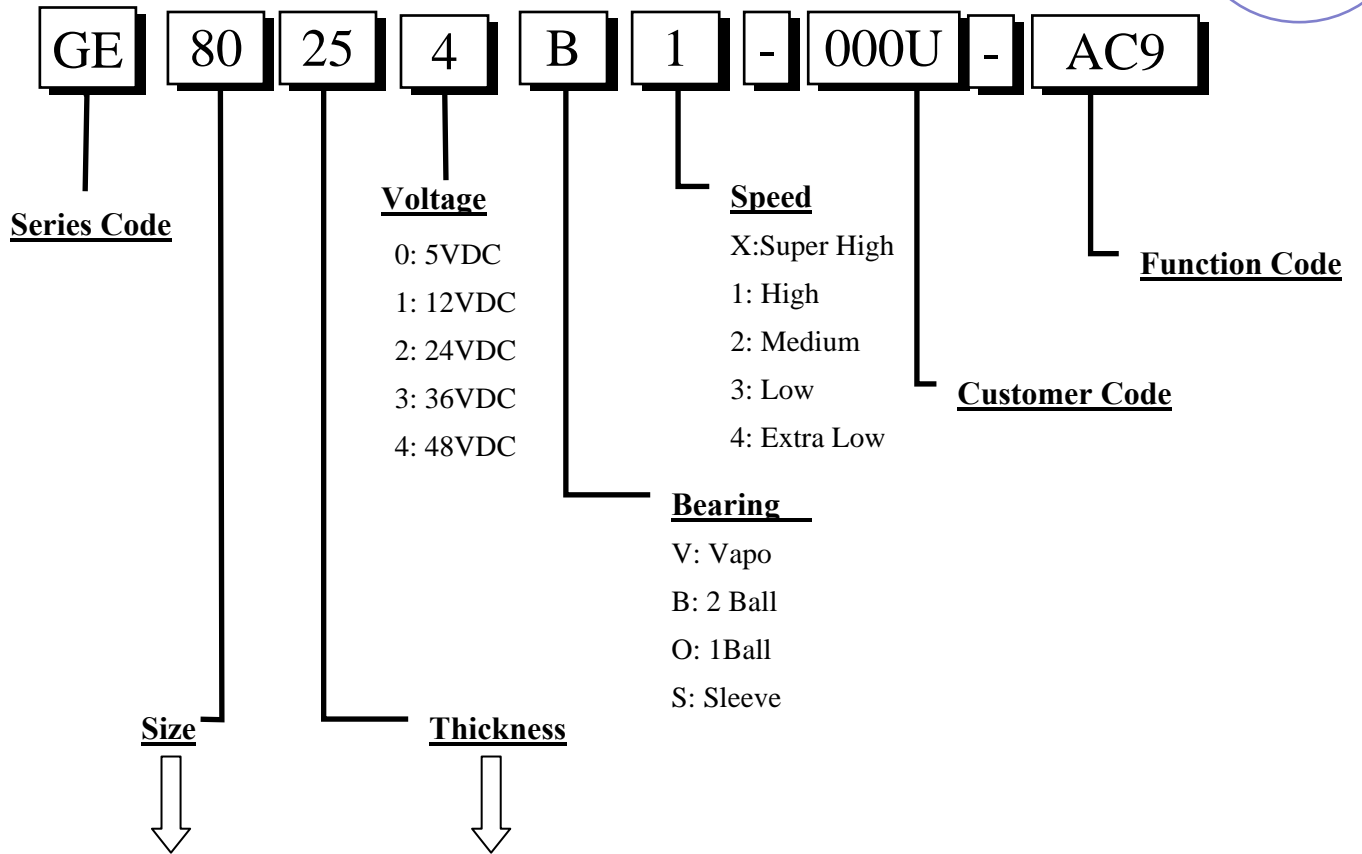 GE 80 25 4 B 1 - 000U - AC9
Series Code
Voltage
0: 5VDC
1: 12VDC
2: 24VDC
3: 36VDC
4: 48VDC
Speed
X:Super High
1: High
2: Medium
3: Low
4: Extra Low
Function Code
Customer Code
Bearing
V: Vapo
B: 2 Ball
O: 1Ball
S: Sleeve
Size
Thickness